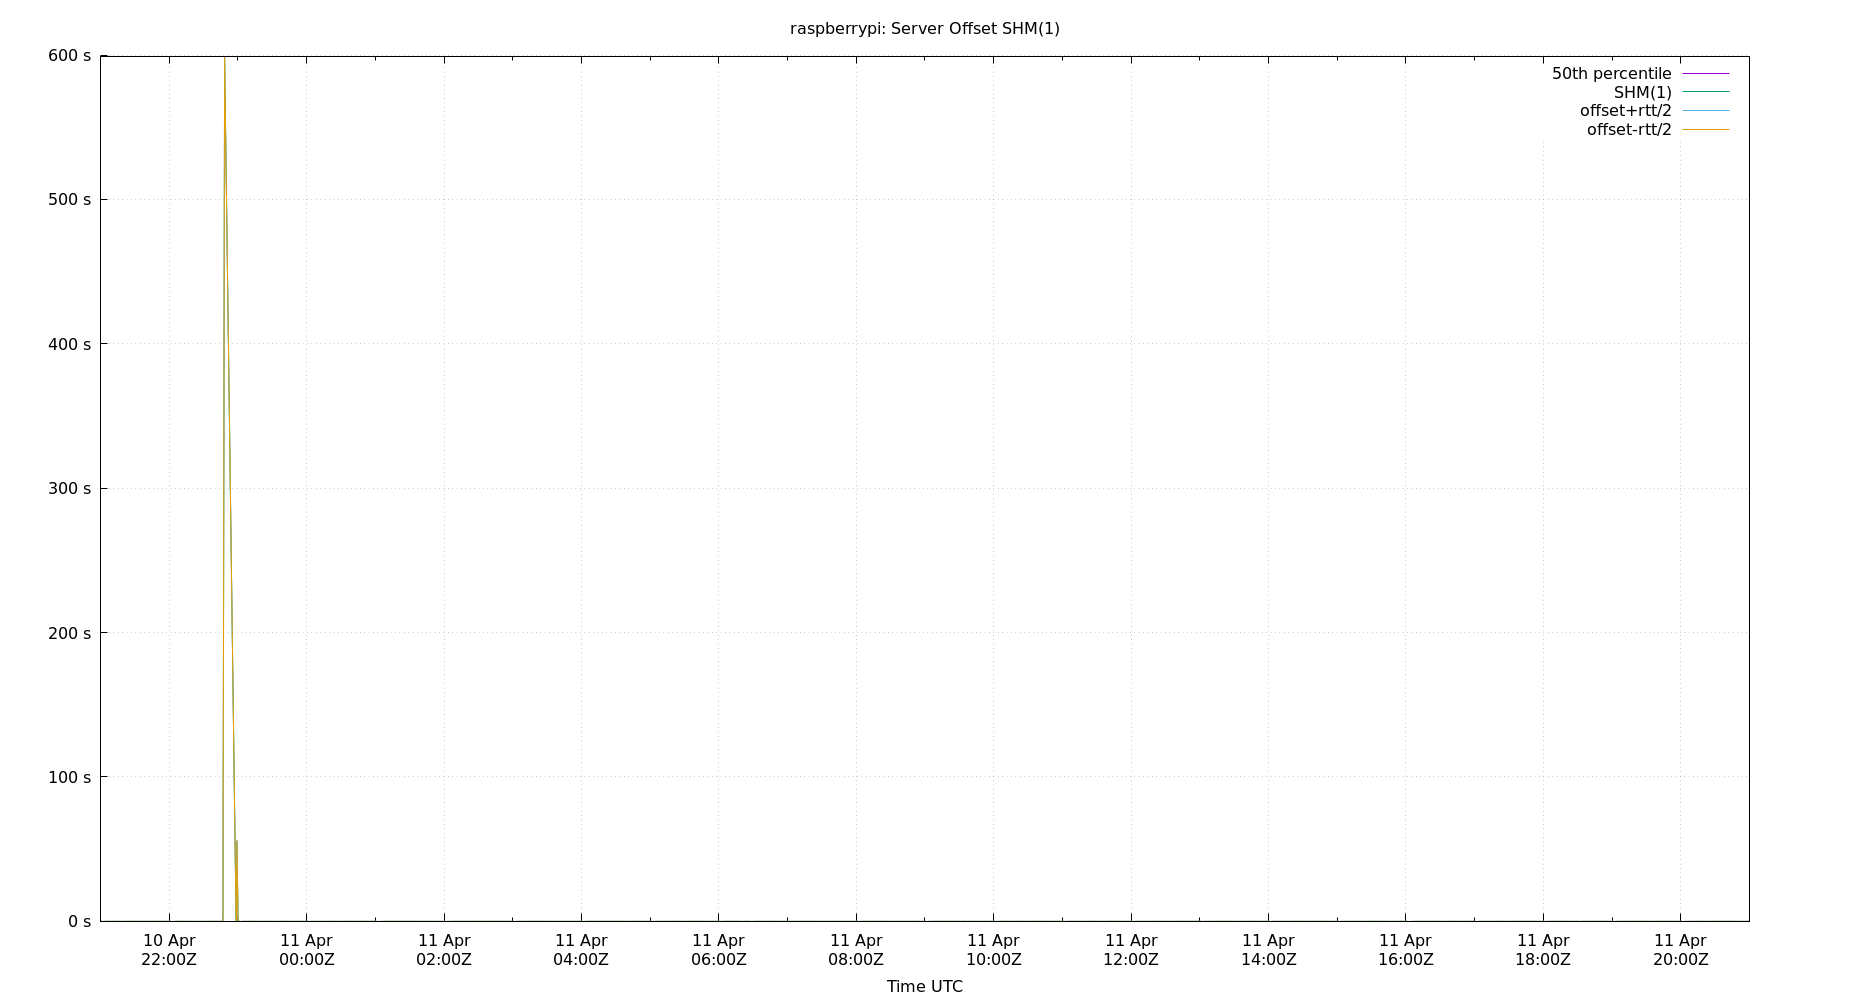 raspberrypi: Server Offset SHM(1)
600 s
500 s
400 s
300 s
200 s
100 s
0 s
50th percentile
SHM(1)
offset+rtt/2
offset-rtt/2
10 Apr 11 Apr 11 Apr 11 Apr 11 Apr 11 Apr 11 Apr 11 Apr 11 Apr 11 Apr 11 Apr 11 Apr
22:00Z 00:00Z 02:00Z 04:00Z 06:00Z 08:00Z 10:00Z 12:00Z 14:00Z 16:00Z 18:00Z 20:00Z
Time UTC